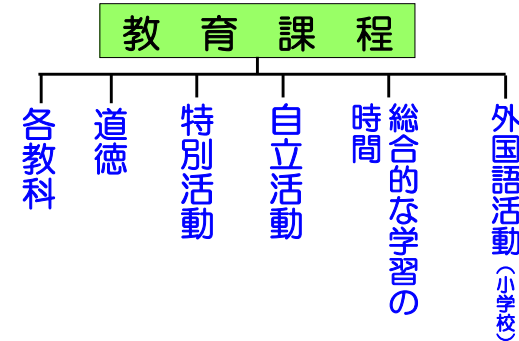 教育課程
各教科
道徳
特別活動
自立活動
総合的な学習の
時間
外国語活動（小学校）